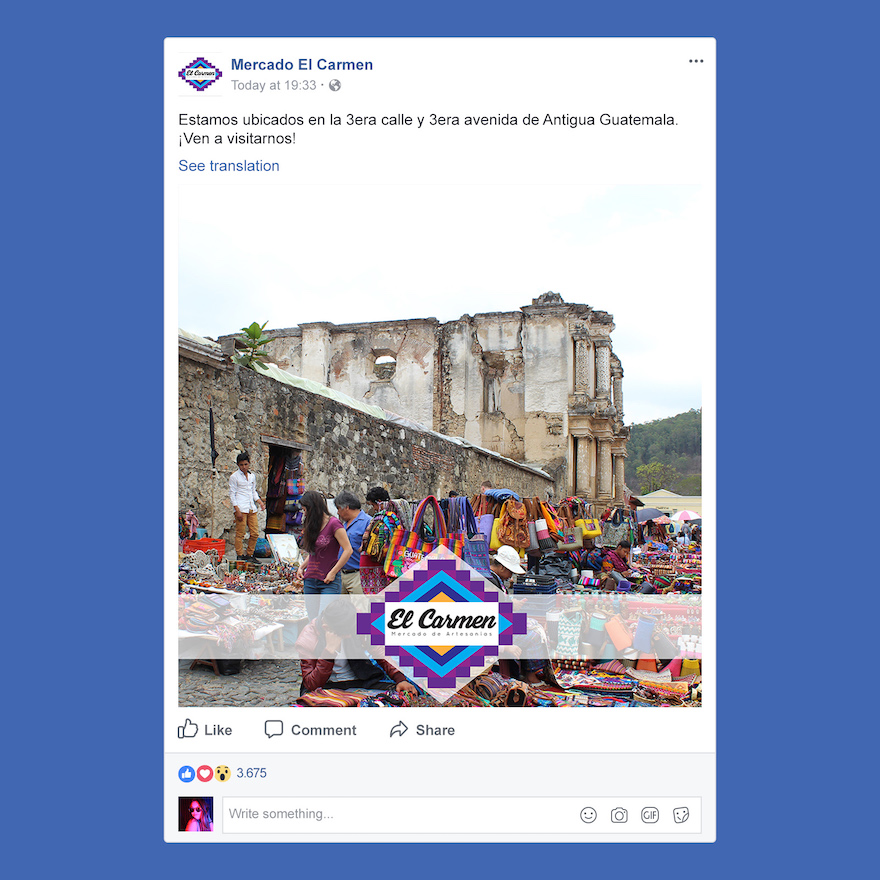 El Carmen
Mercado El Carmen
Today at 19:33 ·
Estamos ubicados en la 3era calle y 3era avenida de Antigua Guatemala.
¡Ven a visitarnos!
See translation
El Carmen
Mercado de Artesanías
Like
Comment
Share
3.675
Write something...
GIF